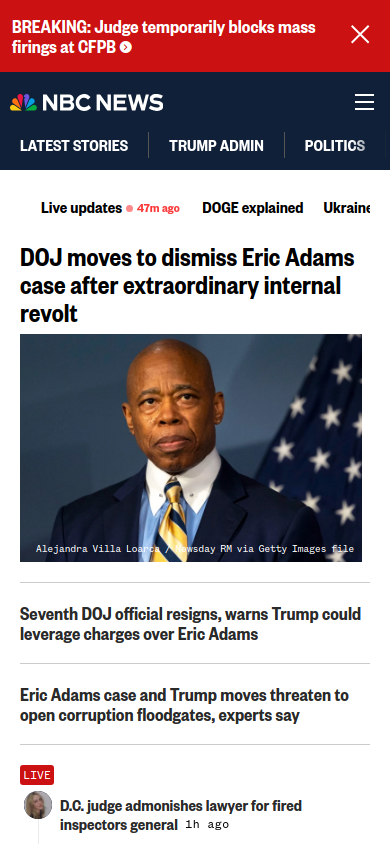 BREAKING: Judge temporarily blocks mass
firings at CFPB
NBC NEWS
LATEST STORIES
TRUMP ADMIN
POLITICS
Live updates 47m ago DOGE explained Ukraine
DOJ moves to dismiss Eric Adams
case after extraordinary internal
revolt
Alejandra Villa Loarca / Newsday RM via Getty Images file
Seventh DOJ official resigns, warns Trump could
leverage charges over Eric Adams
Eric Adams case and Trump moves threaten to
open corruption floodgates, experts say
LIVE
D.C. judge admonishes lawyer for fired
inspectors general 1h ago